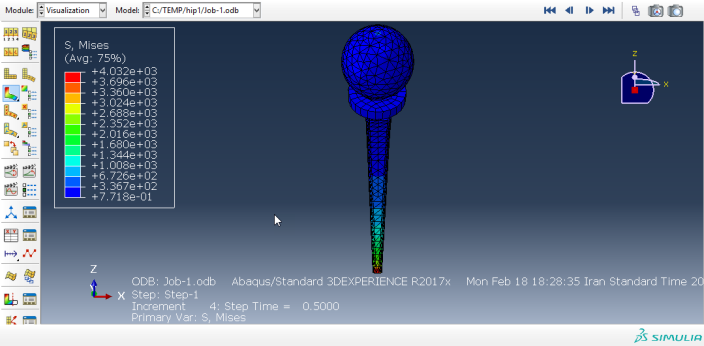 Module: Visualization Model: C:/TEMP/hip1/Job-1.odb
S, Mises
(Avg: 75%)
+4.032e+03
+3.696e+03
+3.360e+03
+3.024e+03
+2.688e+03
+2.352e+03
+2.016e+03
+1.680e+03
+1.344e+03
+1.008e+03
+6.726e+02
+3.367e+02
+7.718e-01
Z
X
Z
X
ODB: Job-1.odb Abaqus/Standard 3DEXPERIENCE R2017x Mon Feb 18 18:28:35 Iran Standard Time 20
Step: Step-1
Increment 4: Step Time = 0.5000
Primary Var: S, Mises
SIMULIA